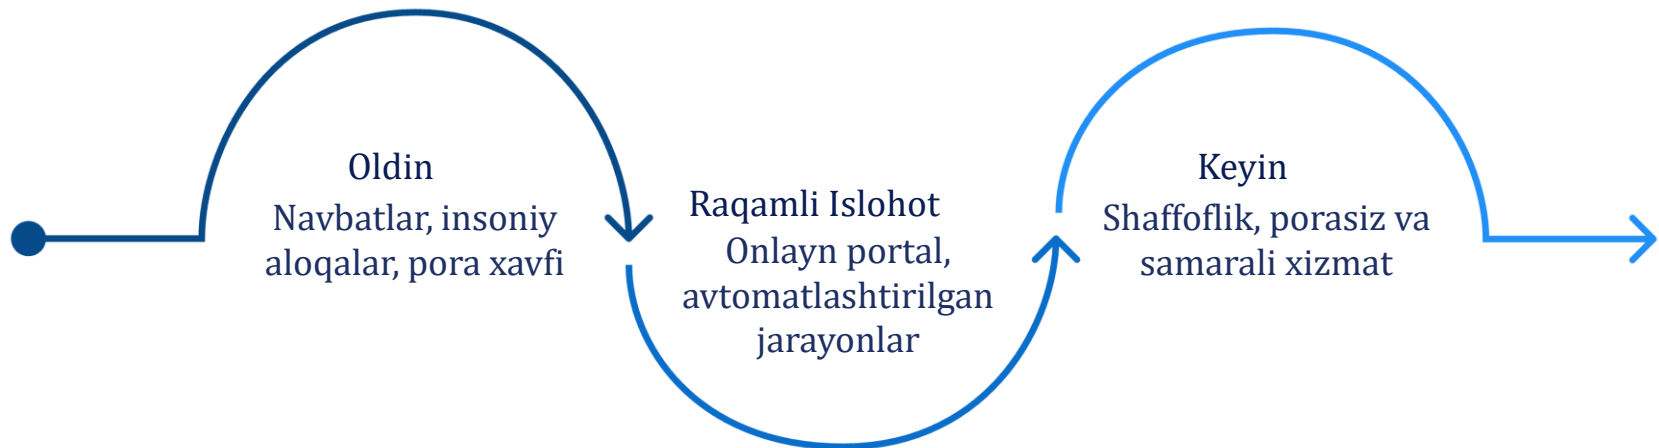 Oldin
Navbatlar, insoniy
aloqalar, pora xavfi
Raqamli Islohot
Onlayn portal,
avtomatlashtirilgan
jarayonlar
Keyin
Shaffoflik, porasiz va
samarali xizmat